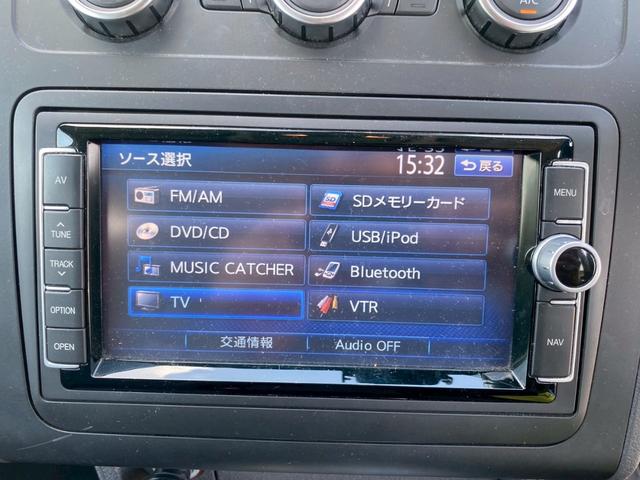 A/C
ソース選択
15:32
戻る
FM/AM
SDメモリーカード
DVD/CD
USB/iPod
MUSIC CATCHER
Bluetooth
TV
VTR
交通情報
Audio OFF
AV
TUNE
TRACK
OPTION
OPEN
MENU
NAV
SD